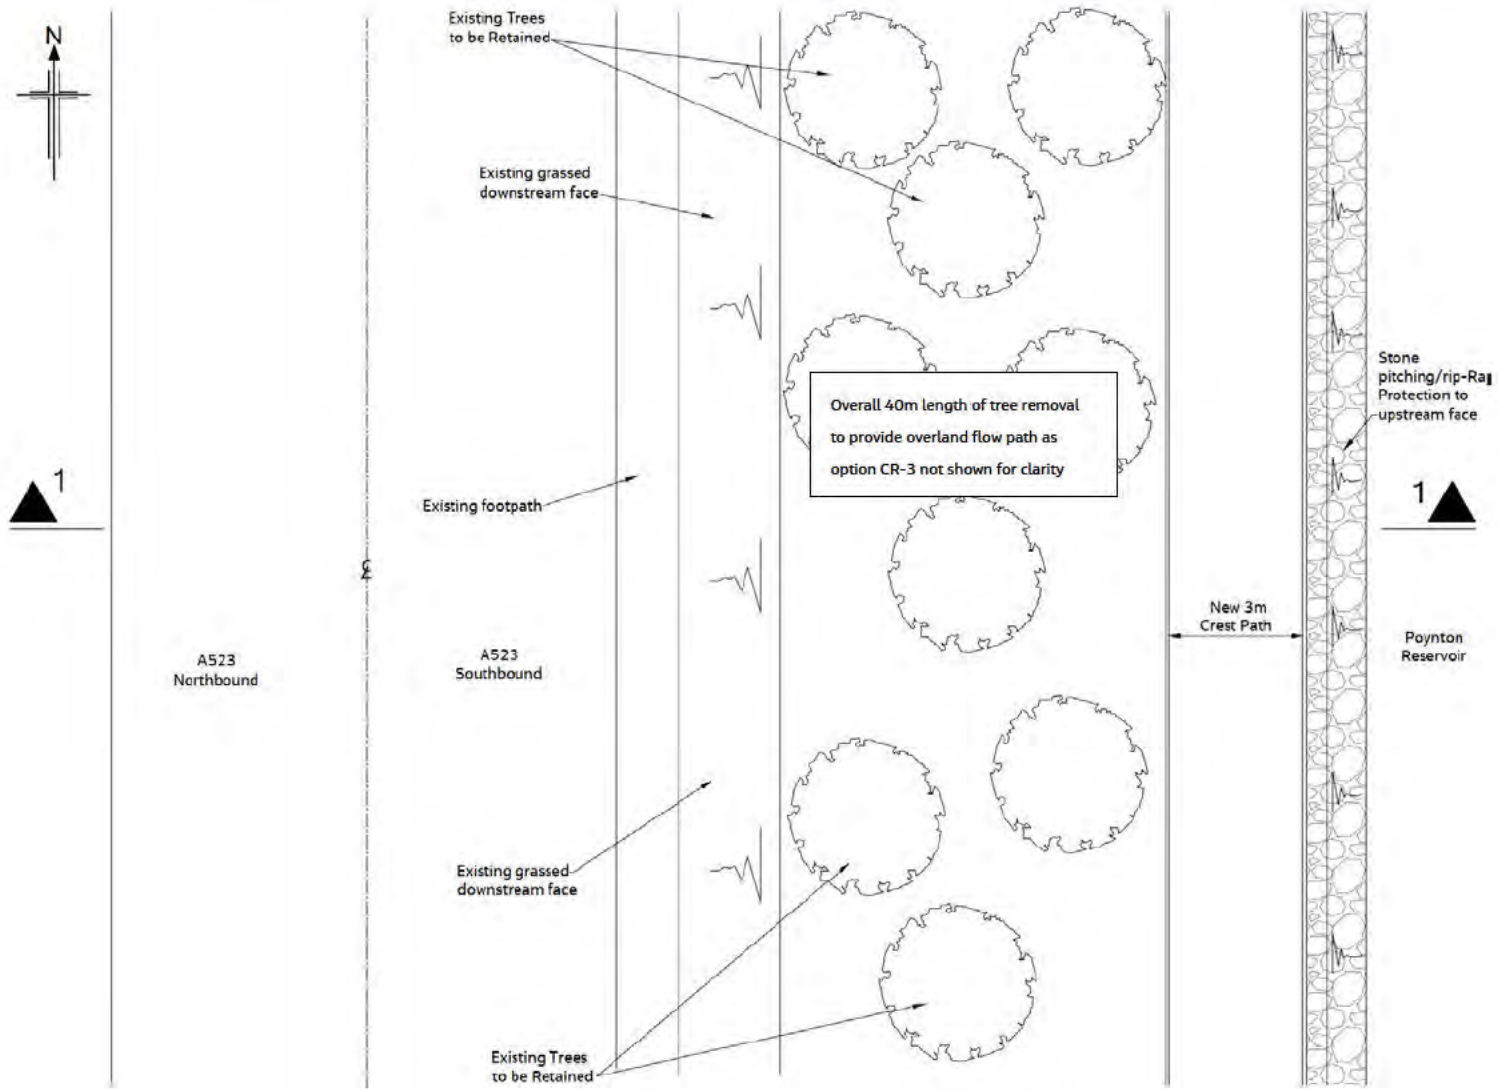 Existing Trees
to be Retained
N
Existing grassed
downstream face
Stone
pitching/rip-Rap
Protection to
upstream face
Overall 40m length of tree removal
to provide overland flow path as
option CR-3 not shown for clarity
1
1
Existing footpath
New 3m
Crest Path
A523
Northbound
A523
Southbound
Poynton
Reservoir
Existing grassed
downstream face
Existing Trees
to be Retained